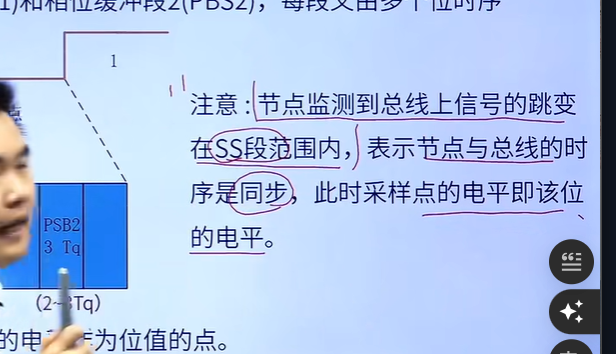 1)和相位缓冲段2(PBS2)，每段又由多个位时序
1
注意：节点监测到总线上信号的跳变
在SS段范围内，表示节点与总线的时
序是同步，此时采样点的电平即该位
的电平。
PSB2
3 Tq
(2~3Tq)
的电
作为位值的点。